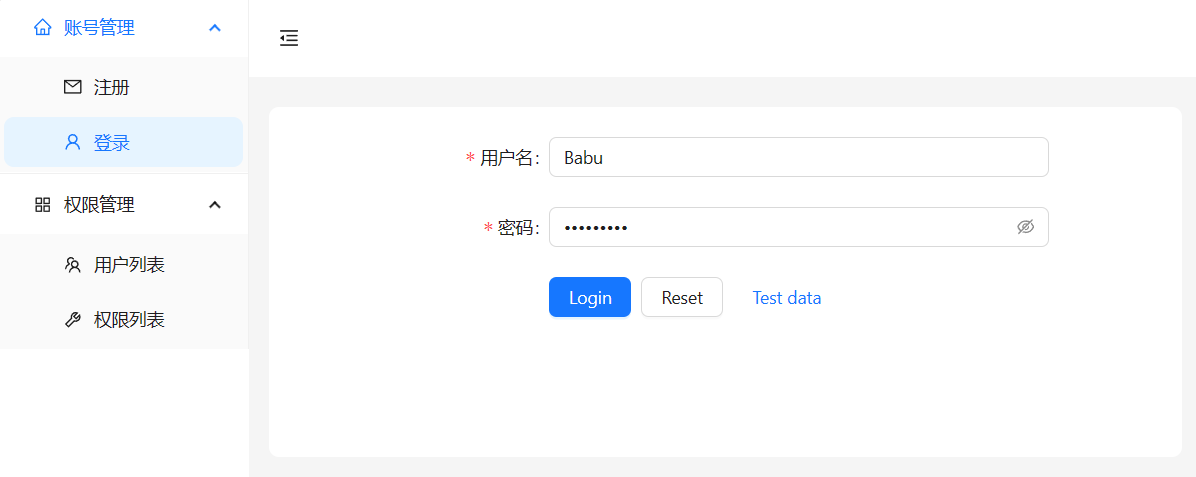 账号管理
注册
登录
权限管理
用户列表
权限列表
* 用户名: Babu
* 密码: •••••••••
Login Reset Test data